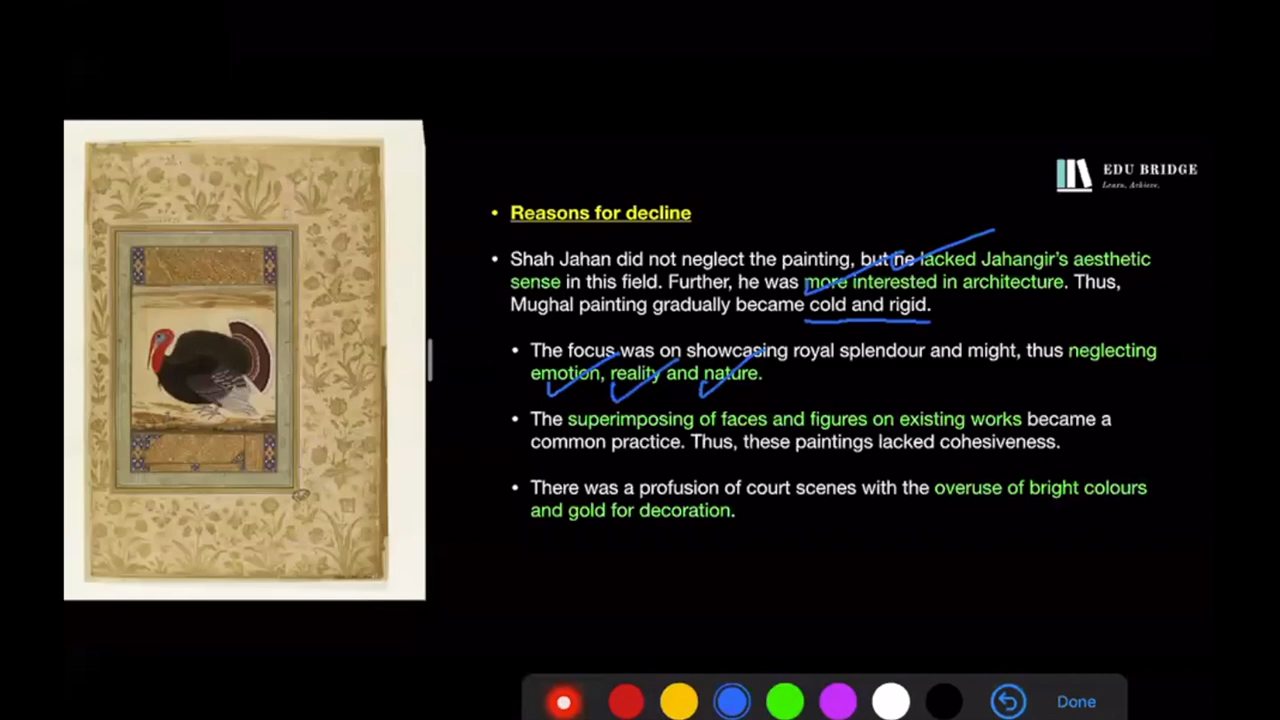 EDU BRIDGE
Learn. Achieve.
• Reasons for decline
• Shah Jahan did not neglect the painting, but he lacked Jahangir's aesthetic
sense in this field. Further, he was more interested in architecture. Thus,
Mughal painting gradually became cold and rigid.
• The focus was on showcasing royal splendour and might, thus neglecting
emotion, reality and nature.
• The superimposing of faces and figures on existing works became a
common practice. Thus, these paintings lacked cohesiveness.
• There was a profusion of court scenes with the overuse of bright colours
and gold for decoration.
Done